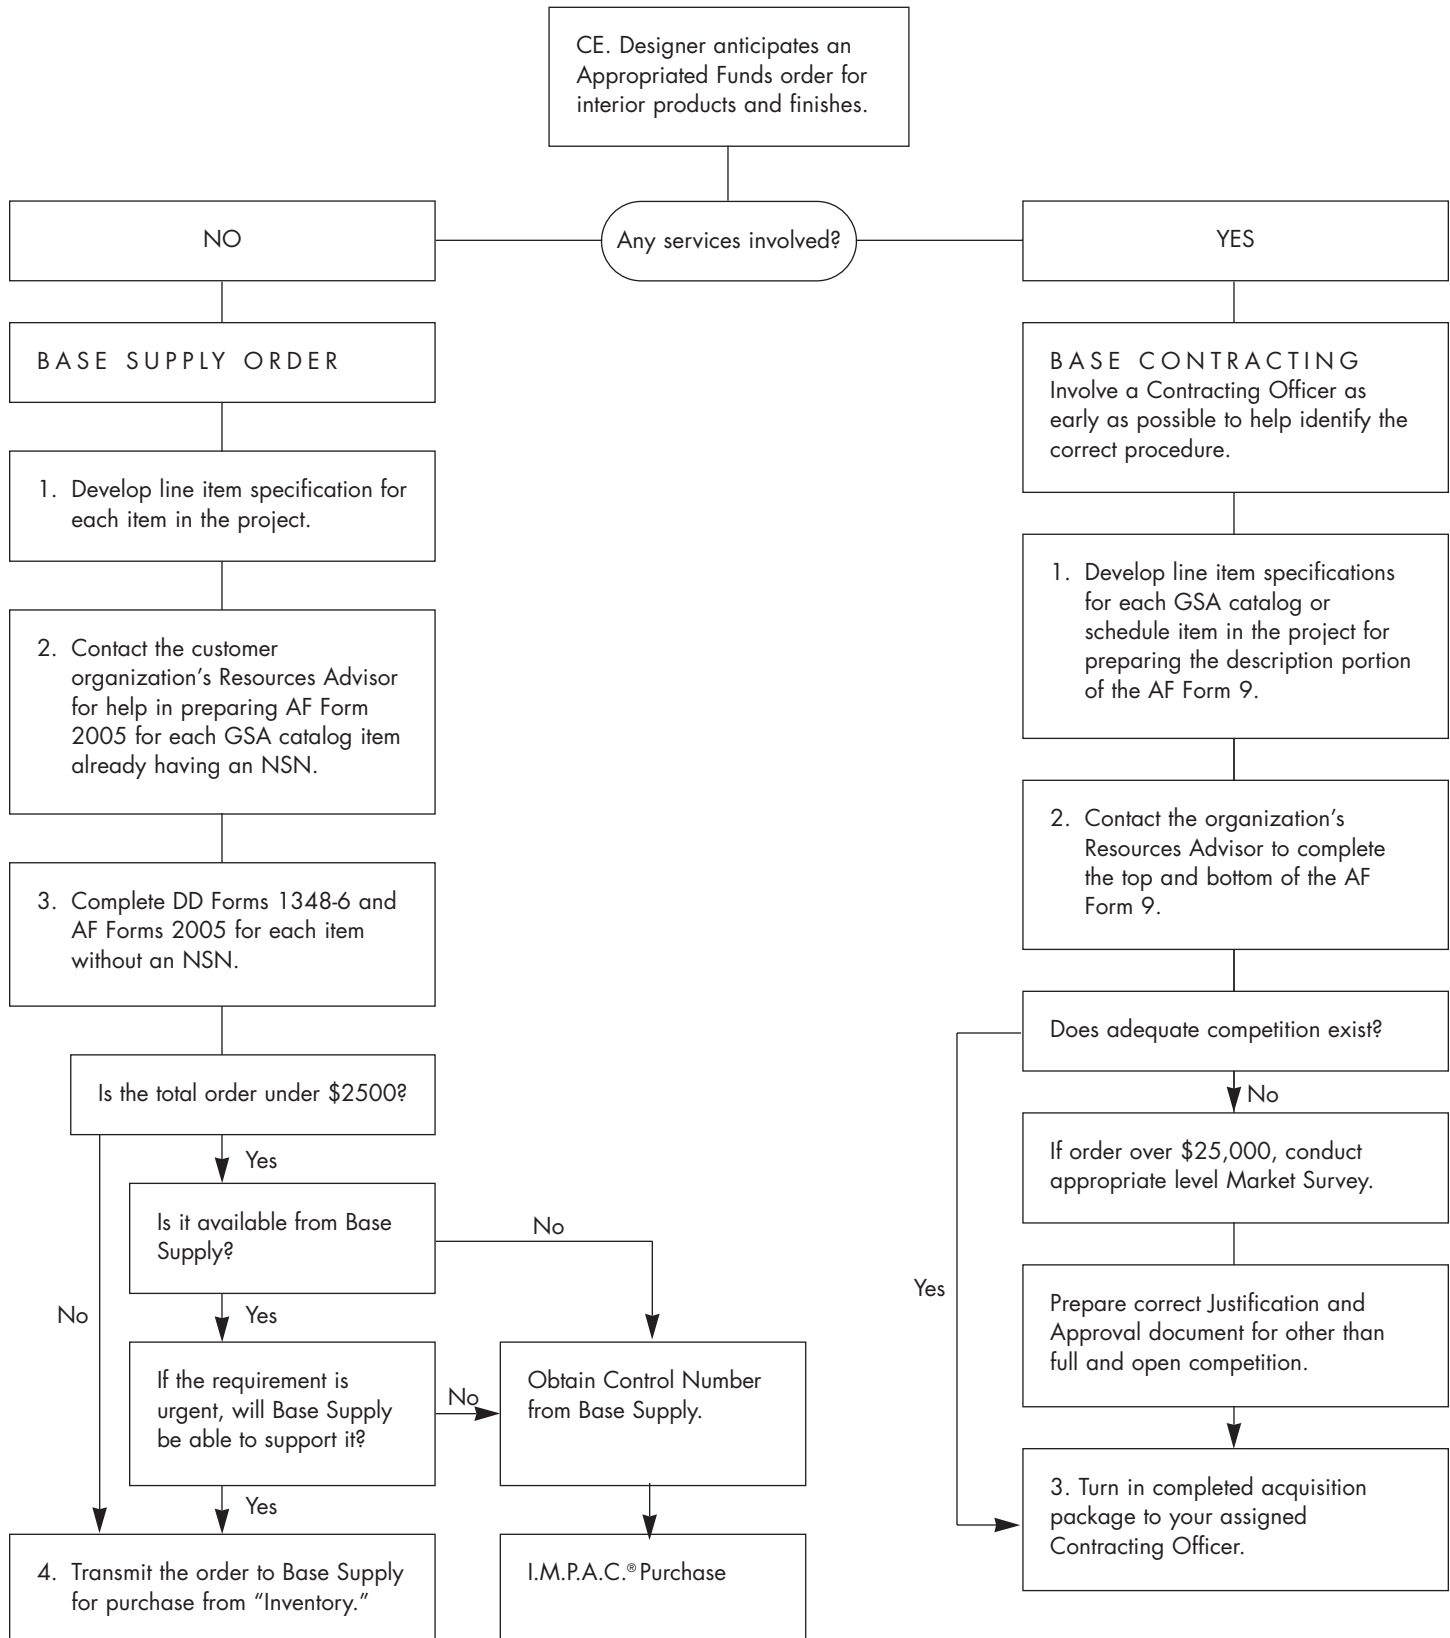 CE. Designer anticipates an
Appropriated Funds order for
interior products and finishes.
NO
Any services involved?
YES
BASE SUPPLY ORDER
1. Develop line item specification for
each item in the project.
2. Contact the customer
organization's Resources Advisor
for help in preparing AF Form
2005 for each GSA catalog item
already having an NSN.
3. Complete DD Forms 1348-6 and
AF Forms 2005 for each item
without an NSN.
Is the total order under $2500?
Yes
Is it available from Base
Supply?
No
No
Yes
If the requirement is
urgent, will Base Supply
be able to support it?
No
Obtain Control Number
from Base Supply.
Yes
4. Transmit the order to Base Supply
for purchase from “Inventory.”
I.M.P.A.C.® Purchase
BASE CONTRACTING
Involve a Contracting Officer as
early as possible to help identify the
correct procedure.
1. Develop line item specifications
for each GSA catalog or
schedule item in the project for
preparing the description portion
of the AF Form 9.
2. Contact the organization's
Resources Advisor to complete
the top and bottom of the AF
Form 9.
Does adequate competition exist?
No
If order over $25,000, conduct
appropriate level Market Survey.
Yes
Prepare correct Justification and
Approval document for other than
full and open competition.
3. Turn in completed acquisition
package to your assigned
Contracting Officer.